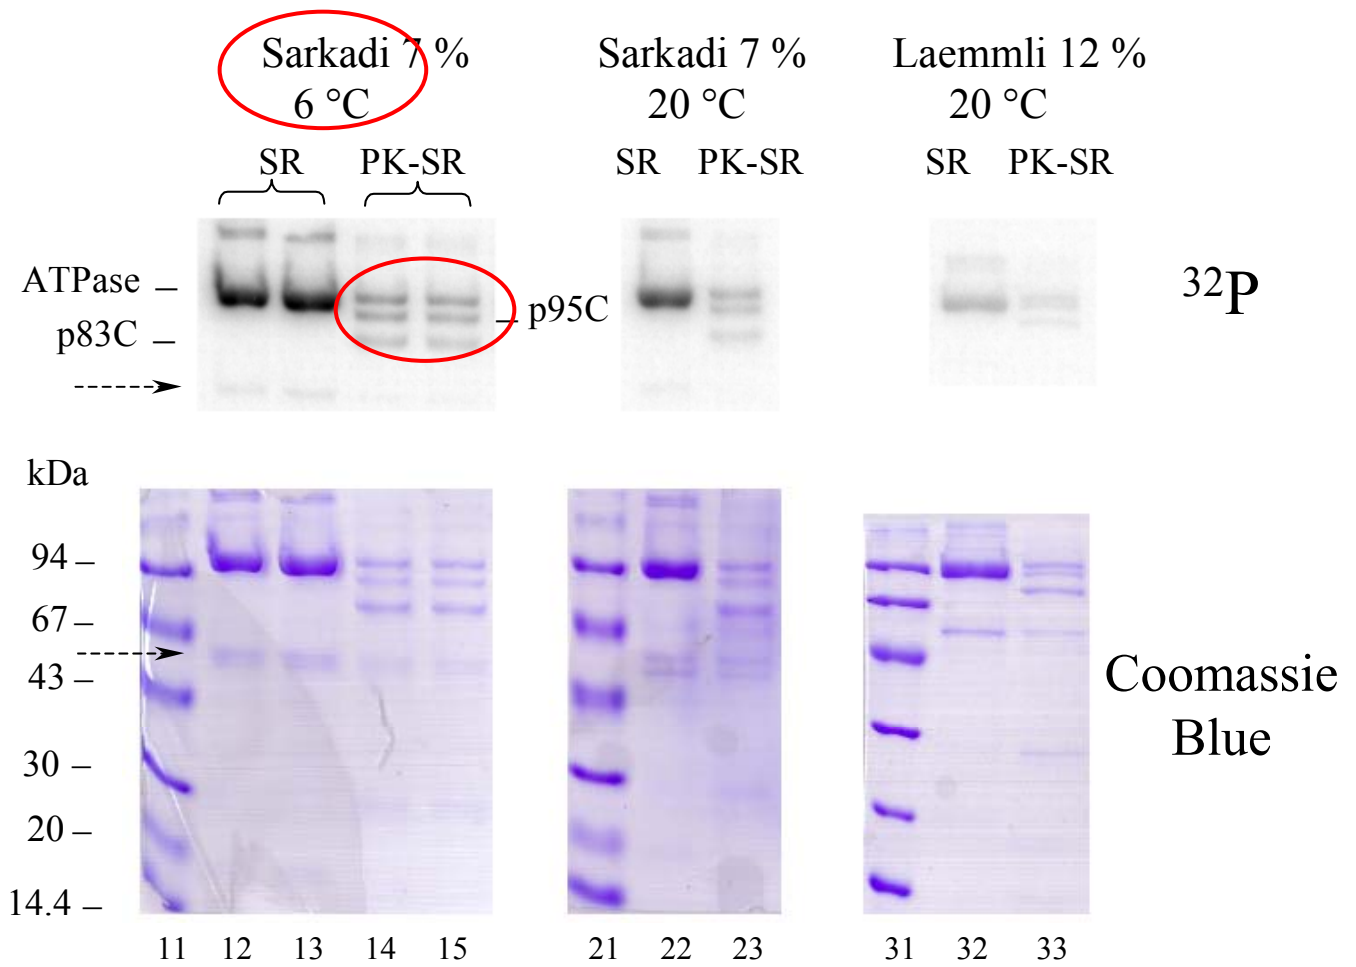 Sarkadi 7 %
6 °C
Sarkadi 7 %
20 °C
Laemmli 12 %
20 °C
SR PK-SR
SR PK-SR
SR PK-SR
ATPase –
p83C –
– p95C
32P
kDa
94 –
67 –
43 –
30 –
20 –
14.4 –
Coomassie
Blue
11 12 13 14 15
21 22 23
31 32 33